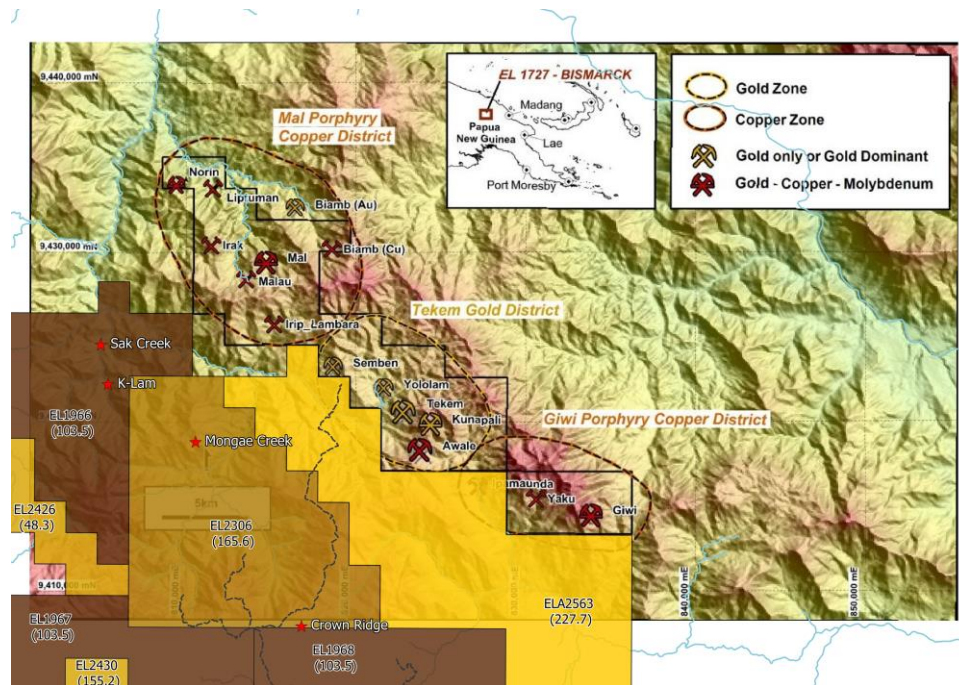 9,440,000 mN
EL 1727 - BISMARCK
Madang
Papua
New Guinea
Lae
Port Moresby
Gold Zone
Copper Zone
Gold only or Gold Dominant
Gold - Copper - Molybdenum
Mal Porphyry
Copper District
Norin
Liptuman
Biamb (Au)
9,430,000 mN
Irak
Mal
Biamb (Cu)
Malau
Irip_Lambara
Tekem Gold District
Sak Creek
K-Lam
Semben
Yololam
Tekem
Kunapali
Awale
Giwi Porphyry Copper District
EL1966
(103.5)
Mongae Creek
Yaku
Giwi
5km
EL2426
(48.3)
EL2306
(165.6)
9,410,000 mN
840,000 mE
850,000 mE
ELA2563
(227.7)
EL1967
(103.5)
Crown Ridge
EL1968
(103.5)
EL2430
(155.2)